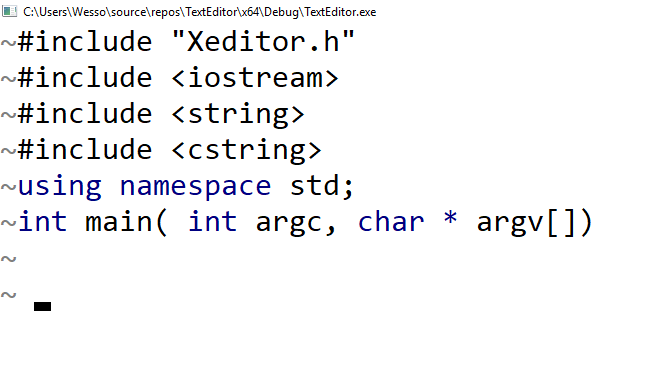 C:\Users\Wesso\source\repos\TextEditor\x64\Debug\TextEditor.exe
~#include "Xeditor.h"
~#include <iostream>
~#include <string>
~#include <cstring>
~using namespace std;
~int main( int argc, char * argv[])
~
~